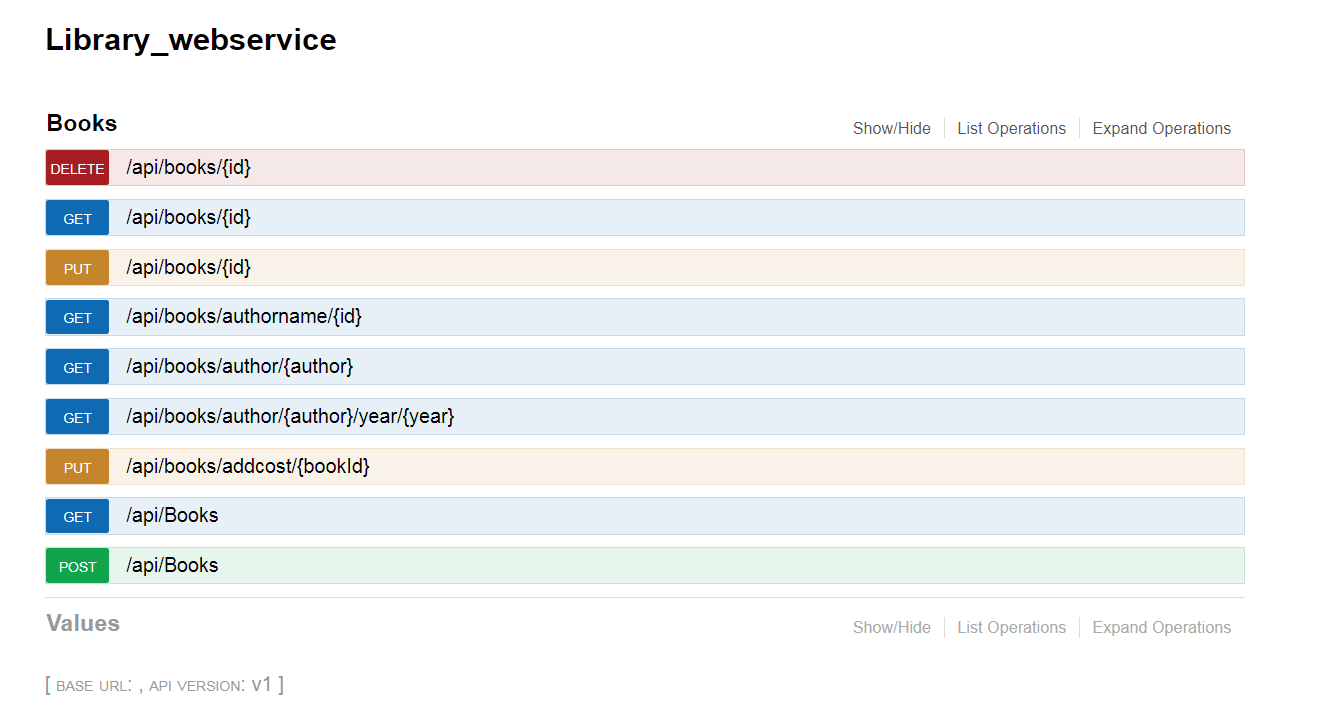 Library_webservice
Books Show/Hide List Operations Expand Operations
DELETE /api/books/{id}
GET /api/books/{id}
PUT /api/books/{id}
GET /api/books/authorname/{id}
GET /api/books/author/{author}
GET /api/books/author/{author}/year/{year}
PUT /api/books/addcost/{bookId}
GET /api/Books
POST /api/Books
Values Show/Hide List Operations Expand Operations
[ BASE URL: , API VERSION: v1 ]